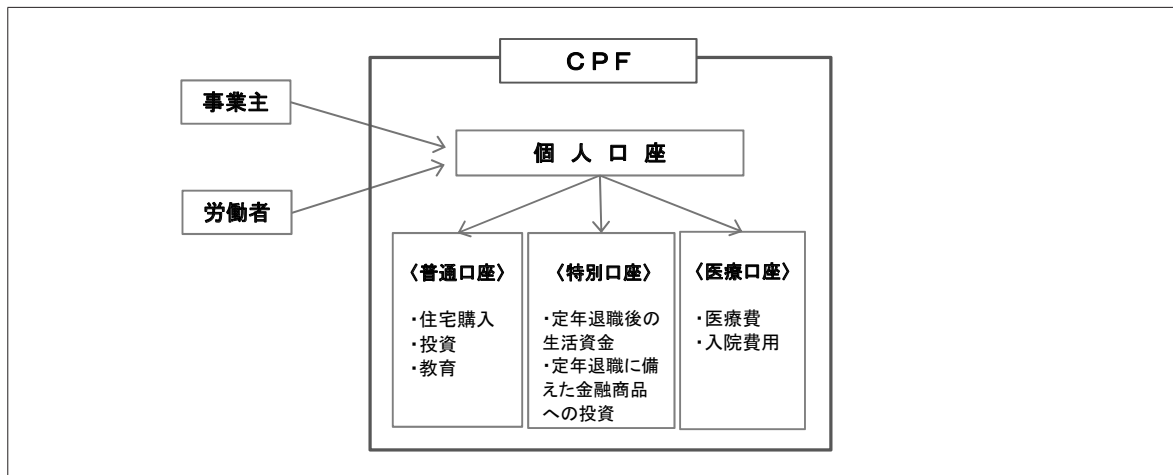 CPF
事業主
個人口座
労働者
〈普通口座〉
・住宅購入
・投資
・教育
〈特別口座〉
・定年退職後の
生活資金
・定年退職に備
えた金融商品
への投資
〈医療口座〉
・医療費
・入院費用